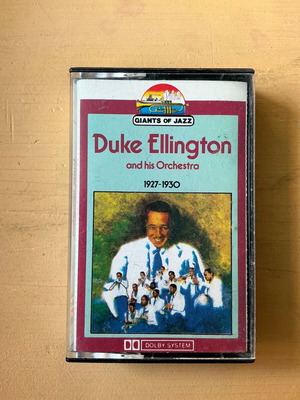 GIANTS OF JAZZ
Duke Ellington
and his Orchestra
1927-1930
DOLBY SYSTEM